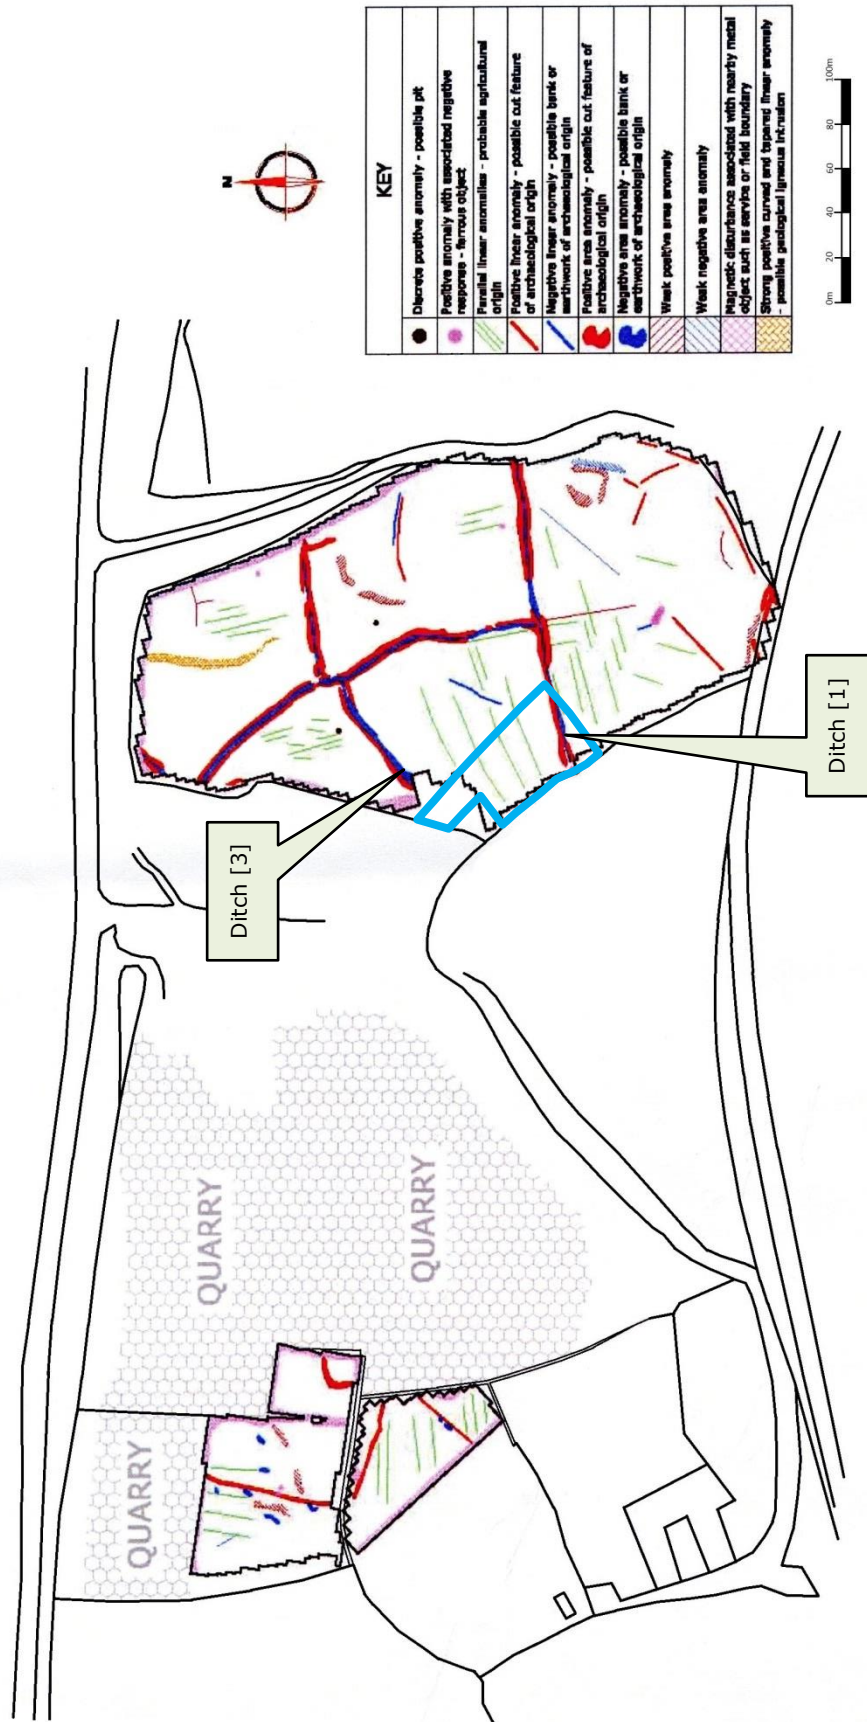 N
KEY
Discrete positive anomaly - possible pit
Positive anomaly with associated negative
response - ferrous object
Parallel linear anomalies - probable agricultural
origin
Positive linear anomaly - possible cut feature
of archaeological origin
Negative linear anomaly - possible bank or
earthwork of archaeological origin
Positive area anomaly - possible cut feature of
archaeological origin
Negative area anomaly - possible bank or
earthwork of archaeological origin
Weak positive area anomaly
Weak negative area anomaly
Magnetic disturbance associated with nearby metal
object such as service or field boundary
Strong positive curved and tapered linear anomaly
- possible geological igneous intrusion
0m 20 40 60 80 100m
Ditch [3]
Ditch [1]
QUARRY
QUARRY
QUARRY